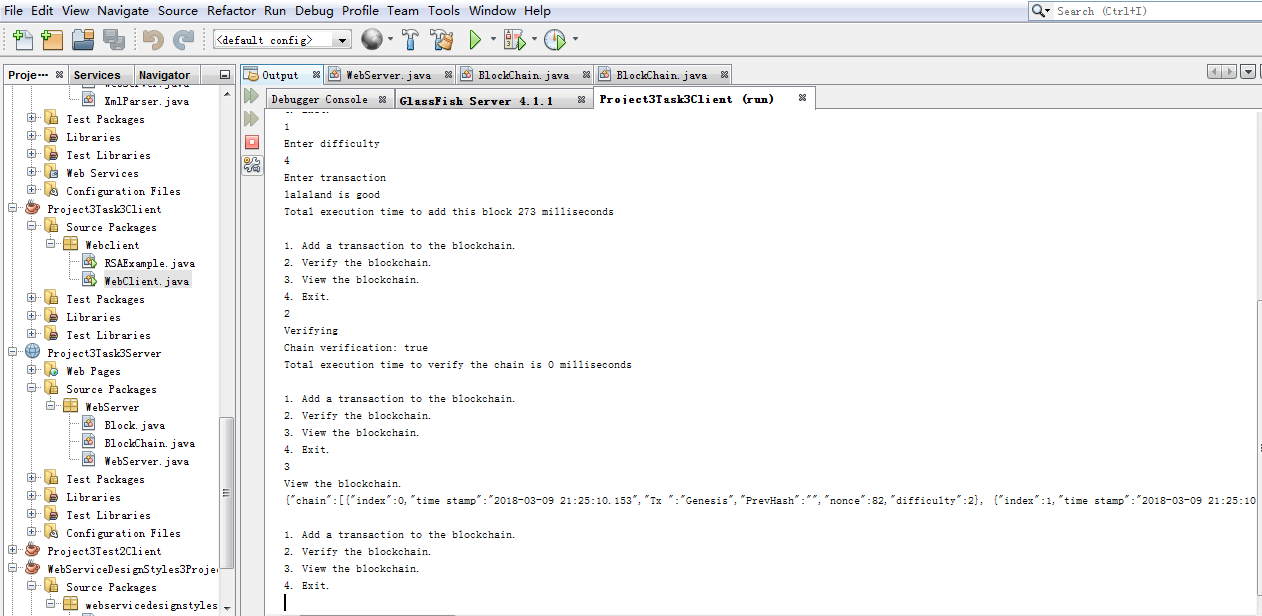 File Edit View Navigate Source Refactor Run Debug Profile Team Tools Window Help
Search (Ctrl+I)
<default config>
Proje··· Services Navigator
Output WebServer.java BlockChain.java BlockChain.java
Debugger Console GlassFish Server 4.1.1 Project3Task3Client (run)
WebServer.java
XmlParser.java
Test Packages
Libraries
Test Libraries
Web Services
Configuration Files
Project3Task3Client
Source Packages
Webclient
RSAExample.java
WebClient.java
Test Packages
Libraries
Test Libraries
Project3Task3Server
Web Pages
Source Packages
WebServer
Block.java
BlockChain.java
WebServer.java
Test Packages
Libraries
Test Libraries
Configuration Files
Project3Test2Client
WebServiceDesignStyles3Proje
Source Packages
webservicedesignstyles
4. Exit.
1
Enter difficulty
4
Enter transaction
lalaland is good
Total execution time to add this block 273 milliseconds
1. Add a transaction to the blockchain.
2. Verify the blockchain.
3. View the blockchain.
4. Exit.
2
Verifying
Chain verification: true
Total execution time to verify the chain is 0 milliseconds
1. Add a transaction to the blockchain.
2. Verify the blockchain.
3. View the blockchain.
4. Exit.
3
View the blockchain.
{"chain":[{"index":0,"time stamp":"2018-03-09 21:25:10.153","Tx ":"Genesis","PrevHash":"","nonce":82,"difficulty":2}, {"index":1,"time stamp":"2018-03-09 21:25:10
1. Add a transaction to the blockchain.
2. Verify the blockchain.
3. View the blockchain.
4. Exit.